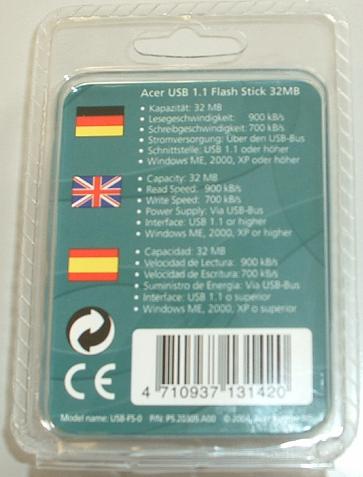 Acer USB 1.1 Flash Stick 32MB
• Kapazität: 32 MB
• Lesegeschwindigkeit: 900 kB/s
• Schreibgeschwindigkeit: 700 kB/s
• Stromversorgung: Über den USB-Bus
• Schnittstelle: USB 1.1 oder höher
• Windows ME, 2000, XP oder höher
• Capacity: 32 MB
• Read Speed: 900 kB/s
• Write Speed: 700 kB/s
• Power Supply: Via USB-Bus
• Interface: USB 1.1 or higher
• Windows ME, 2000, XP or higher
• Capacidad: 32 MB
• Velocidad de Lectura: 900 kB/s
• Velocidad de Escritura: 700 kB/s
• Suministro de Energia: Via USB-Bus
• Interface: USB 1.1 o superior
• Windows ME, 2000, XP o superior
CE
4 710937 131420
Model name: USB-FS-0 P/N: PS.20305.A00 © 2004, Acer